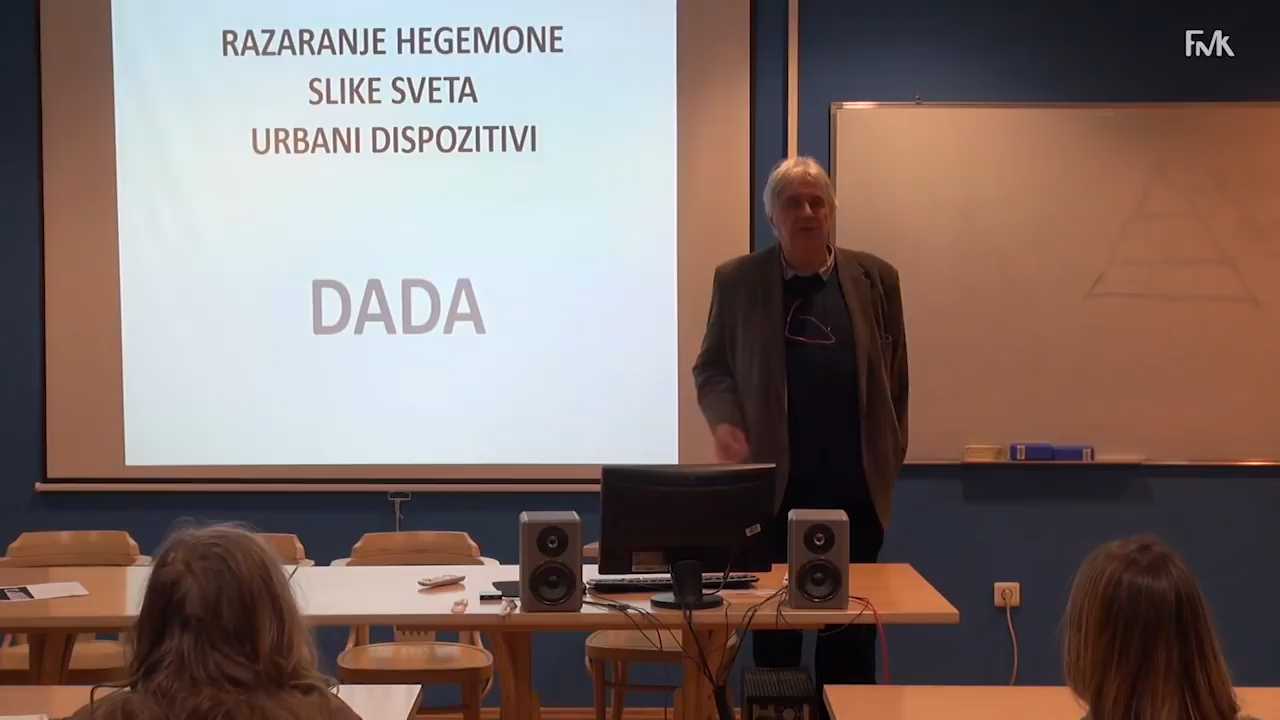 RAZARANJE HEGEMONE
SLIKE SVETA
URBANI DISPOZITIVI
DADA
FMK